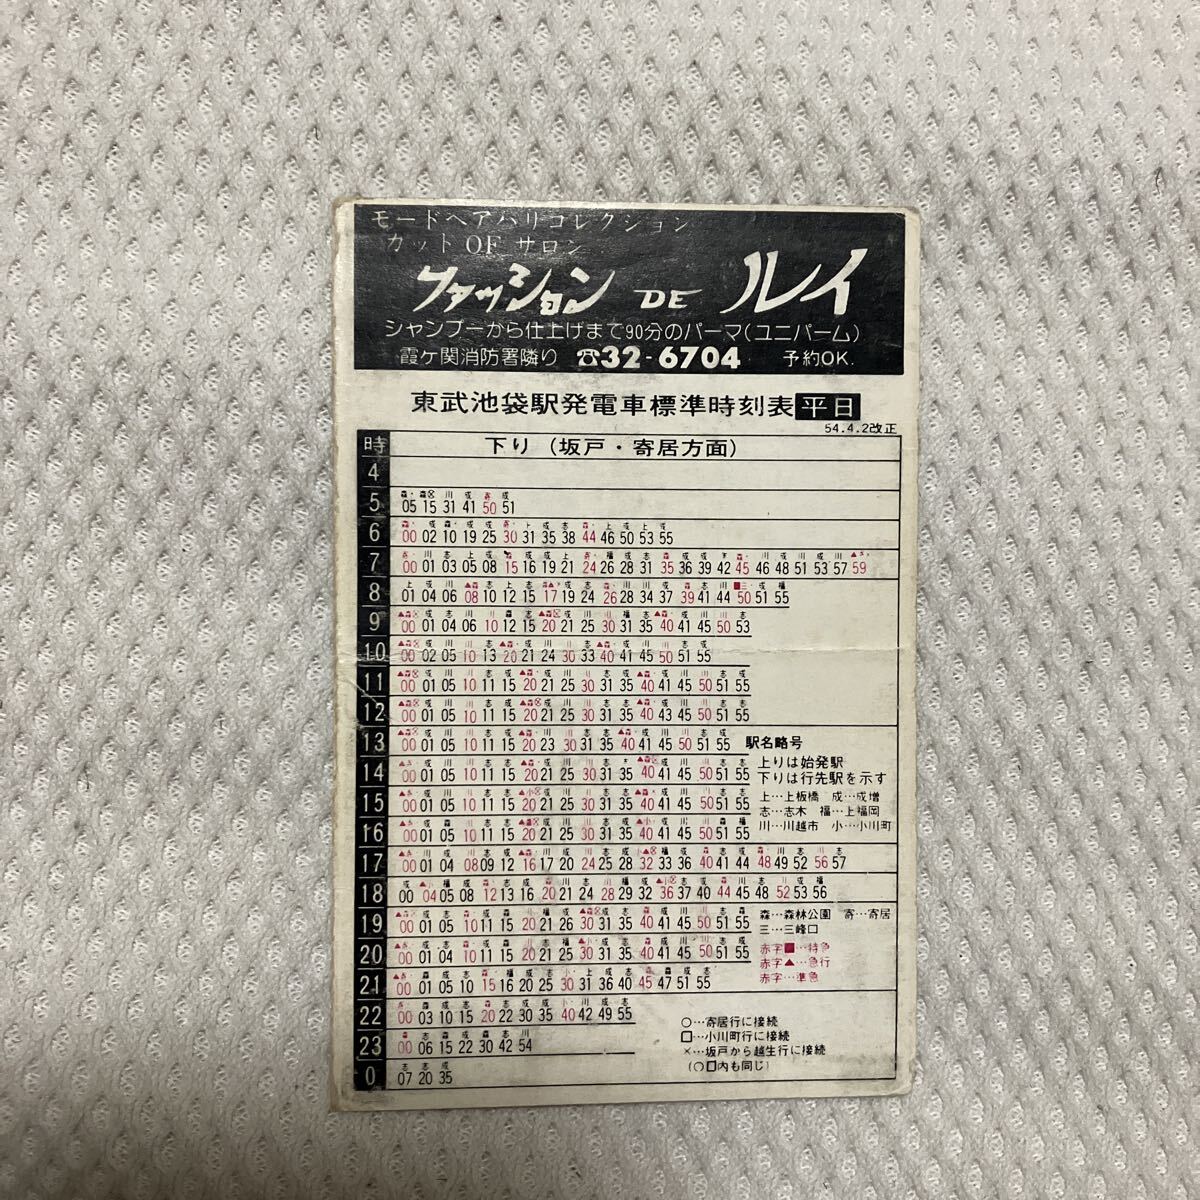 モードヘアパリコレクション
カットOFサロン
ファッション DE ルイ
シャンプーから仕上げまで90分のパーマ(ユニパーム)
霞ヶ関消防署隣り ☎32-6704 予約OK.
東武池袋駅発電車標準時刻表 平日
54.4.2改正
時 下り (坂戸・寄居方面)
4
5 05 15 31 41 50 51
6 00 02 10 19 25 30 31 35 38 44 46 50 53 55
7 00 01 03 05 08 15 16 19 21 24 26 28 31 35 36 39 42 45 46 48 51 53 57 59
8 01 04 06 08 10 12 15 17 19 24 26 28 34 37 39 41 44 50 51 55
9 00 01 04 06 10 12 15 20 21 25 30 31 35 40 41 45 50 53
10 00 02 05 10 13 20 21 24 30 33 40 41 45 50 51 55
11 00 01 05 10 11 15 20 21 25 30 31 35 40 41 45 50 51 55
12 00 01 05 10 11 15 20 21 25 30 31 35 40 43 45 50 51 55
13 00 01 05 10 11 15 20 23 30 31 35 40 41 45 50 51 55
14 00 01 05 10 11 15 20 21 25 30 31 35 40 41 45 50 51 55
15 00 01 05 10 11 15 20 21 25 30 31 35 40 41 45 50 51 55
16 00 01 05 10 11 15 20 21 25 30 31 35 40 41 45 50 51 55
17 00 01 04 08 09 12 16 17 20 24 25 28 32 33 36 40 41 44 48 49 52 56 57
18 00 04 05 08 12 13 16 20 21 24 28 29 32 36 37 40 44 45 48 52 53 56
19 00 01 05 10 11 15 20 21 26 30 31 35 40 41 45 50 51 55
20 00 01 04 10 11 15 20 21 25 30 31 35 40 41 45 50 51 55
21 00 01 05 10 15 16 20 25 30 31 36 40 45 47 51 55
22 00 03 10 15 20 22 30 35 40 42 49 55
23 00 06 15 22 30 42 54
0 07 20 35
駅名略号
上りは始発駅
下りは行先駅を示す
上…上板橋 成…成増
志…志木 福…上福岡
川…川越市 小…小川町
森…森林公園 寄…寄居
三…三峰口
赤字■…特急
赤字▲…急行
赤字…準急
○…寄居行に接続
□…小川町行に接続
×…坂戸から越生行に接続
(○□内も同じ)